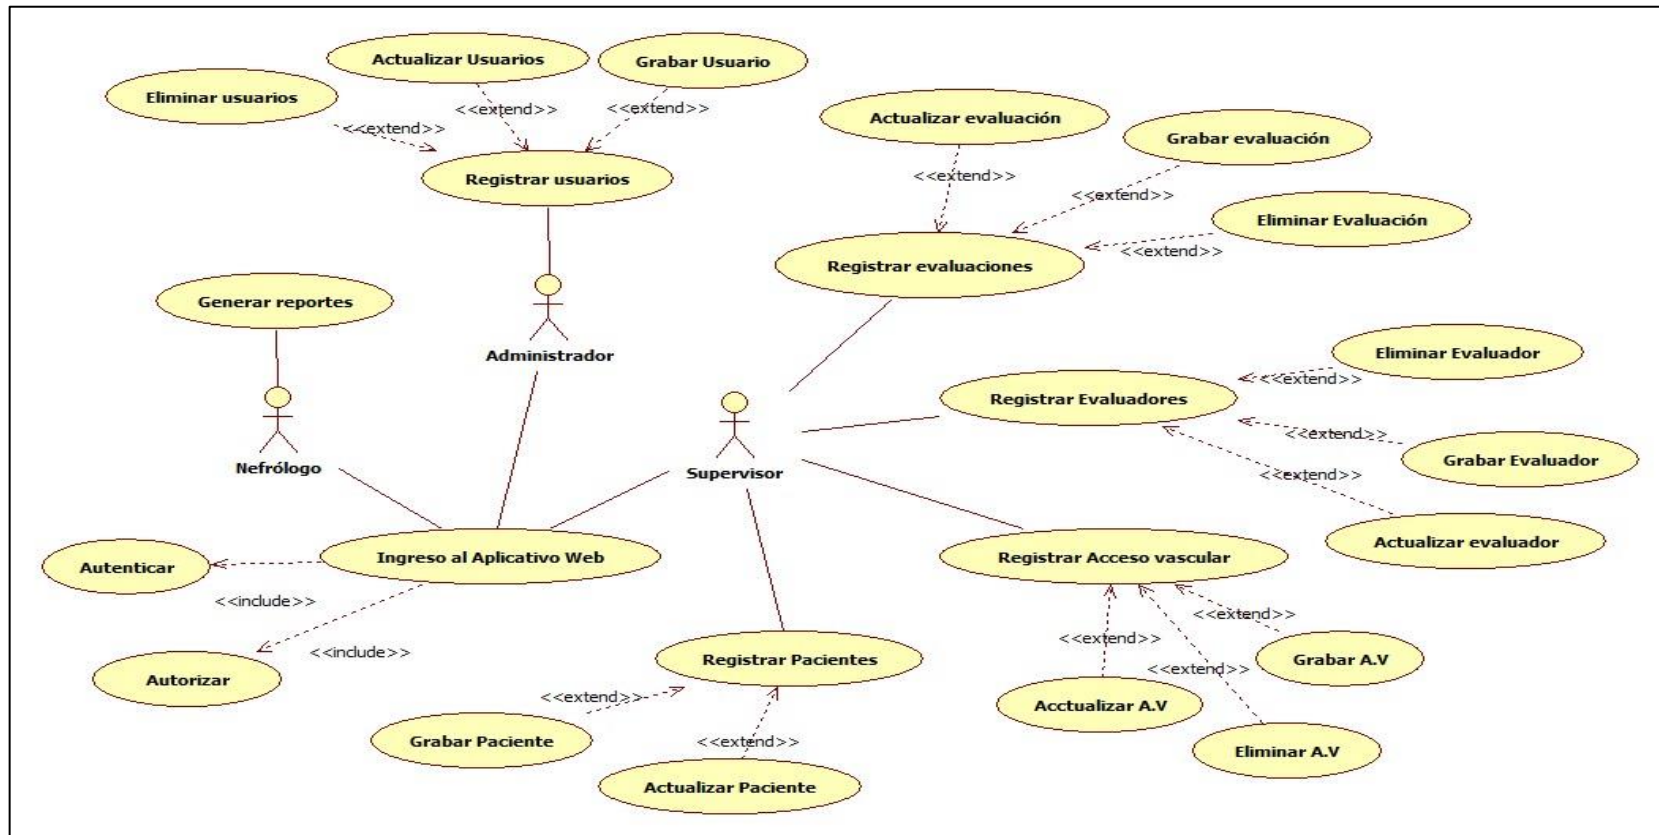 Actualizar Usuarios
Grabar Usuario
Eliminar usuarios
<<extend>>
<<extend>>
<<extend>>
Registrar usuarios
Actualizar evaluación
Grabar evaluación
<<extend>>
<<extend>>
Eliminar Evaluación
<<extend>>
Registrar evaluaciones
Generar reportes
Administrador
Eliminar Evaluador
<<extend>>
Registrar Evaluadores
<<extend>>
Grabar Evaluador
Nefrólogo
Supervisor
<<extend>>
Actualizar evaluador
Autenticar
Ingreso al Aplicativo Web
Registrar Acceso vascular
<<include>>
<<include>>
Autorizar
<<extend>>
<<extend>>
Grabar A.V
<<extend>>
Registrar Pacientes
<<extend>>
Acctualizar A.V
Grabar Paciente
<<extend>>
Eliminar A.V
Actualizar Paciente